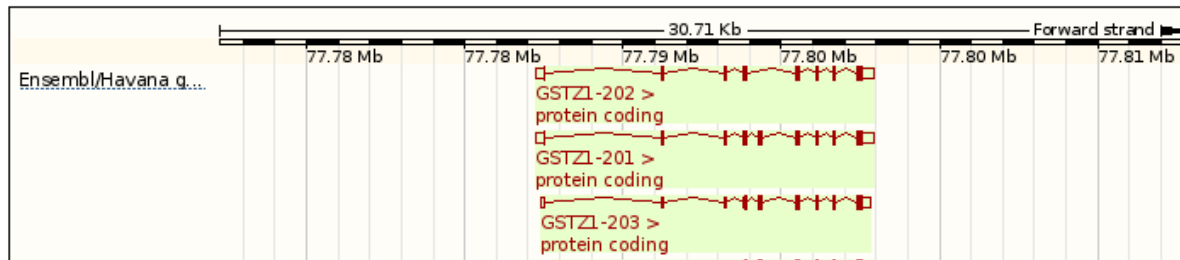 30.71 Kb
Forward strand
77.78 Mb 77.78 Mb 77.79 Mb 77.80 Mb 77.80 Mb 77.81 Mb
Ensembl/Havana g...
GSTZ1-202 >
protein coding
GSTZ1-201 >
protein coding
GSTZ1-203 >
protein coding